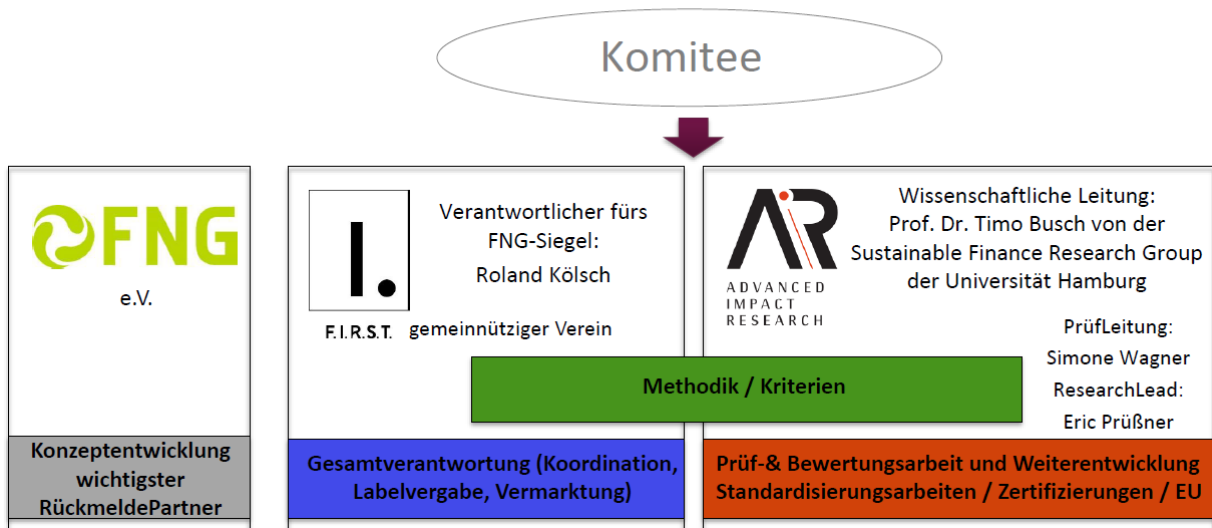 Komitee
FNG
e.V.
Konzeptentwicklung
wichtigster
RückmeldePartner
I.
F.I.R.S.T.
Verantwortlicher fürs
FNG-Siegel:
Roland Kölsch
gemeinnütziger Verein
AIR
ADVANCED
IMPACT
RESEARCH
Wissenschaftliche Leitung:
Prof. Dr. Timo Busch von der
Sustainable Finance Research Group
der Universität Hamburg
PrüfLeitung:
Simone Wagner
ResearchLead:
Eric Prüßner
Methodik / Kriterien
Gesamtverantwortung (Koordination,
Labelvergabe, Vermarktung)
Prüf-& Bewertungsarbeit und Weiterentwicklung
Standardisierungsarbeiten / Zertifizierungen / EU